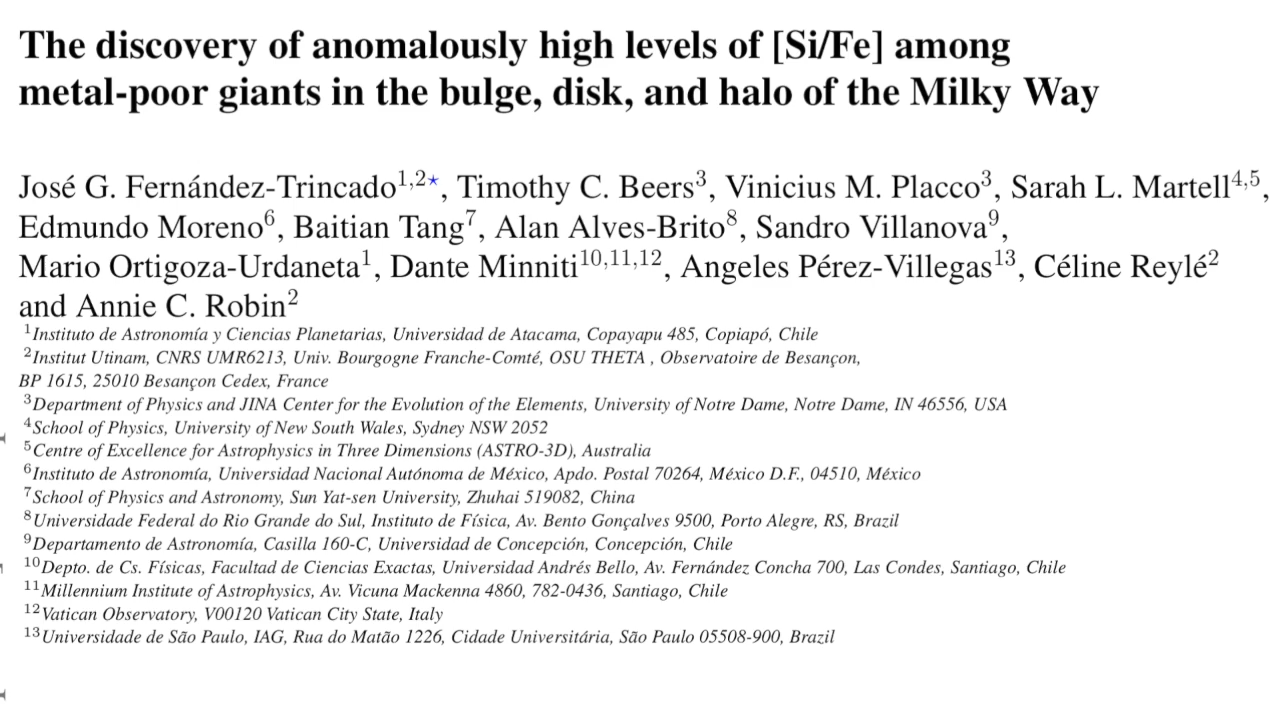 The discovery of anomalously high levels of [Si/Fe] among
metal-poor giants in the bulge, disk, and halo of the Milky Way
José G. Fernández-Trincado1,2⋆, Timothy C. Beers3, Vinicius M. Placco3, Sarah L. Martell4,5,
Edmundo Moreno6, Baitian Tang7, Alan Alves-Brito8, Sandro Villanova9,
Mario Ortigoza-Urdaneta1, Dante Minniti10,11,12, Angeles Pérez-Villegas13, Céline Reylé2
and Annie C. Robin2
1Instituto de Astronomía y Ciencias Planetarias, Universidad de Atacama, Copayapu 485, Copiapó, Chile
2Institut Utinam, CNRS UMR6213, Univ. Bourgogne Franche-Comté, OSU THETA , Observatoire de Besançon,
BP 1615, 25010 Besançon Cedex, France
3Department of Physics and JINA Center for the Evolution of the Elements, University of Notre Dame, Notre Dame, IN 46556, USA
4School of Physics, University of New South Wales, Sydney NSW 2052
5Centre of Excellence for Astrophysics in Three Dimensions (ASTRO-3D), Australia
6Instituto de Astronomía, Universidad Nacional Autónoma de México, Apdo. Postal 70264, México D.F., 04510, México
7School of Physics and Astronomy, Sun Yat-sen University, Zhuhai 519082, China
8Universidade Federal do Rio Grande do Sul, Instituto de Física, Av. Bento Gonçalves 9500, Porto Alegre, RS, Brazil
9Departamento de Astronomía, Casilla 160-C, Universidad de Concepción, Concepción, Chile
10Depto. de Cs. Físicas, Facultad de Ciencias Exactas, Universidad Andrés Bello, Av. Fernández Concha 700, Las Condes, Santiago, Chile
11Millennium Institute of Astrophysics, Av. Vicuna Mackenna 4860, 782-0436, Santiago, Chile
12Vatican Observatory, V00120 Vatican City State, Italy
13Universidade de São Paulo, IAG, Rua do Matão 1226, Cidade Universitária, São Paulo 05508-900, Brazil